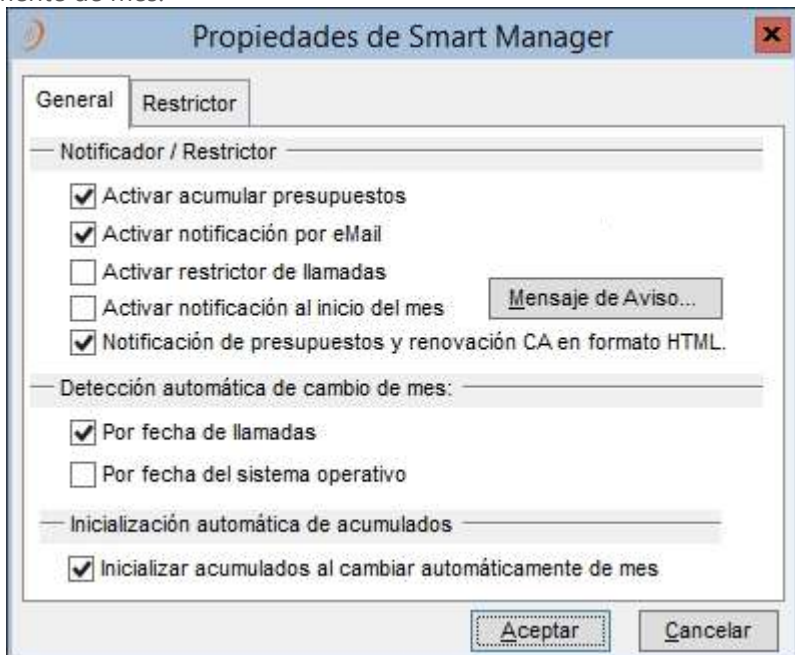 mente de mes.
Propiedades de Smart Manager
General Restrictor
Notificador / Restrictor
Activar acumular presupuestos
Activar notificación por eMail
Activar restrictor de llamadas
Activar notificación al inicio del mes
Mensaje de Aviso...
Notificación de presupuestos y renovación CA en formato HTML.
Detección automática de cambio de mes:
Por fecha de llamadas
Por fecha del sistema operativo
Inicialización automática de acumulados
Inicializar acumulados al cambiar automáticamente de mes
Aceptar Cancelar